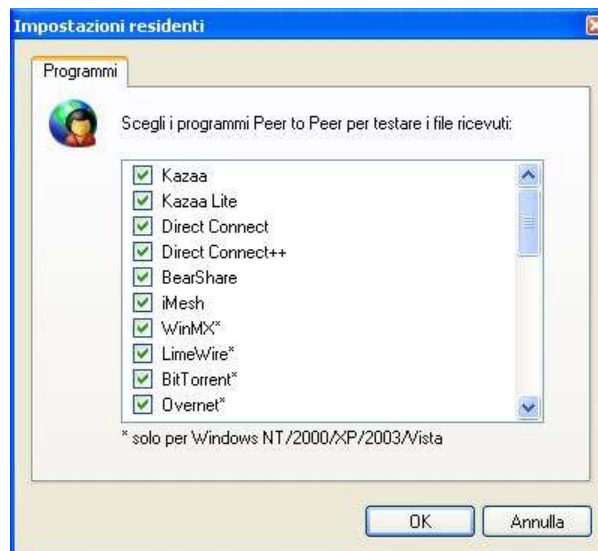 Impostazioni residenti
Programmi
Scegli i programmi Peer to Peer per testare i file ricevuti:
Kazaa
Kazaa Lite
Direct Connect
Direct Connect++
BearShare
iMesh
WinMX*
LimeWire*
BitTorrent*
Overnet*
* solo per Windows NT/2000/XP/2003/Vista
OK
Annulla